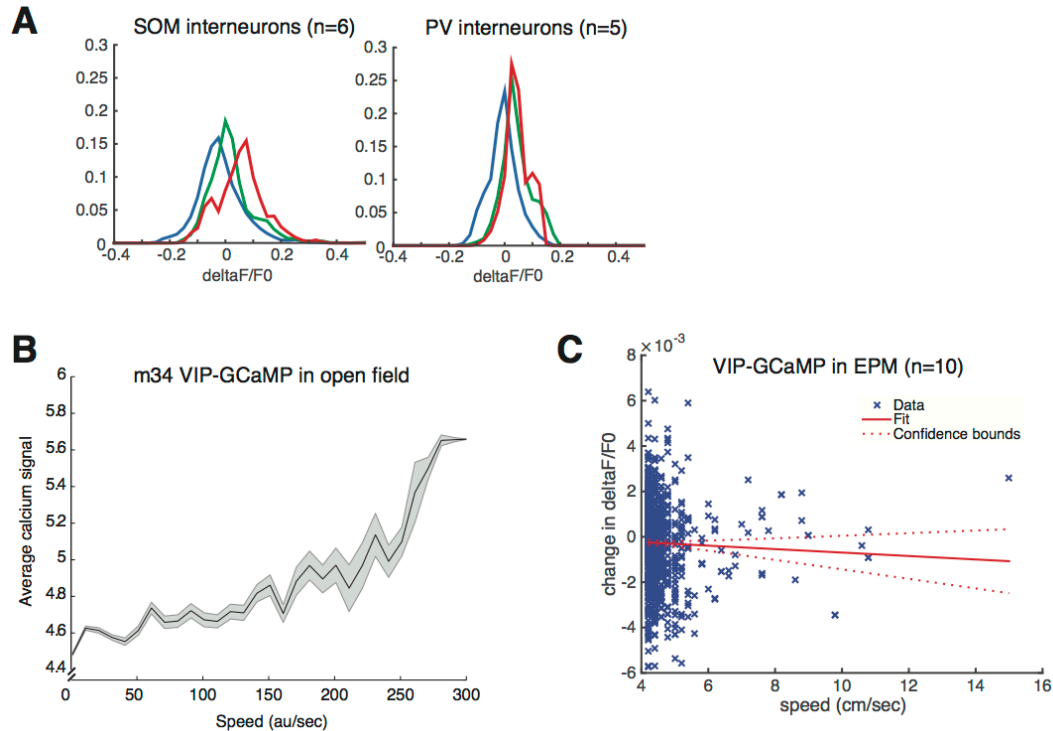 A
SOM interneurons (n=6)
0.3
0.25
0.2
0.15
0.1
0.05
0
-0.4 -0.2 0 0.2 0.4
deltaF/F0
PV interneurons (n=5)
0.3
0.25
0.2
0.15
0.1
0.05
0
-0.4 -0.2 0 0.2 0.4
deltaF/F0
B
m34 VIP-GCaMP in open field
Average calcium signal
6
5.8
5.6
5.4
5.2
5
4.8
4.6
4.4
0 50 100 150 200 250 300
Speed (au/sec)
C
VIP-GCaMP in EPM (n=10)
×10⁻³
change in deltaF/F0
8
6
4
2
0
-2
-4
-6
Data
Fit
Confidence bounds
4 6 8 10 12 14 16
speed (cm/sec)